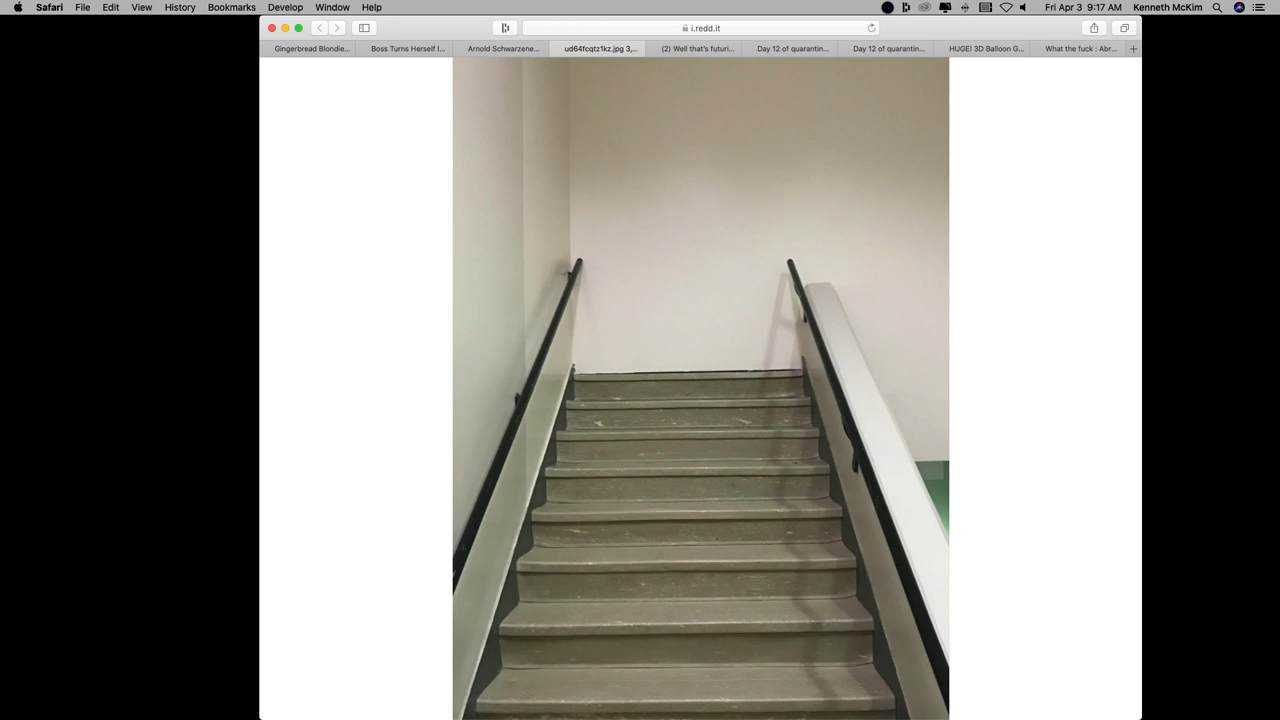 Safari File Edit View History Bookmarks Develop Window Help Fri Apr 3 9:17 AM Kenneth McKim
i.redd.it
Gingerbread Blondie... Boss Turns Herself I... Arnold Schwarzene... ud64fcqtz1kz.jpg 3,... (2) Well that's futuri... Day 12 of quarantin... Day 12 of quarantin... HUGE! 3D Balloon G... What the fuck : Abr...